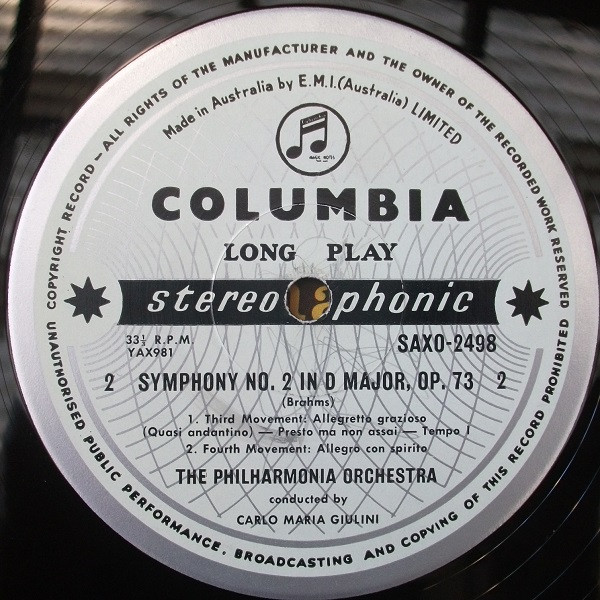 COPYRIGHT RECORD — ALL RIGHTS OF THE MANUFACTURER AND THE OWNER OF THE RECORDED WORK RESERVED
Made in Australia by E.M.I.(Australia) LIMITED
COLUMBIA
LONG PLAY
stereophonic
33⅓ R.P.M.
YAX981
SAXO-2498
2 SYMPHONY NO. 2 IN D MAJOR, OP. 73 2
(Brahms)
1. Third Movement: Allegretto grazioso
(Quasi andantino) — Presto ma non assai — Tempo I
2. Fourth Movement: Allegro con spirito
THE PHILHARMONIA ORCHESTRA
conducted by
CARLO MARIA GIULINI
UNAUTHORISED PUBLIC PERFORMANCE, BROADCASTING AND COPYING OF THIS RECORD PROHIBITED